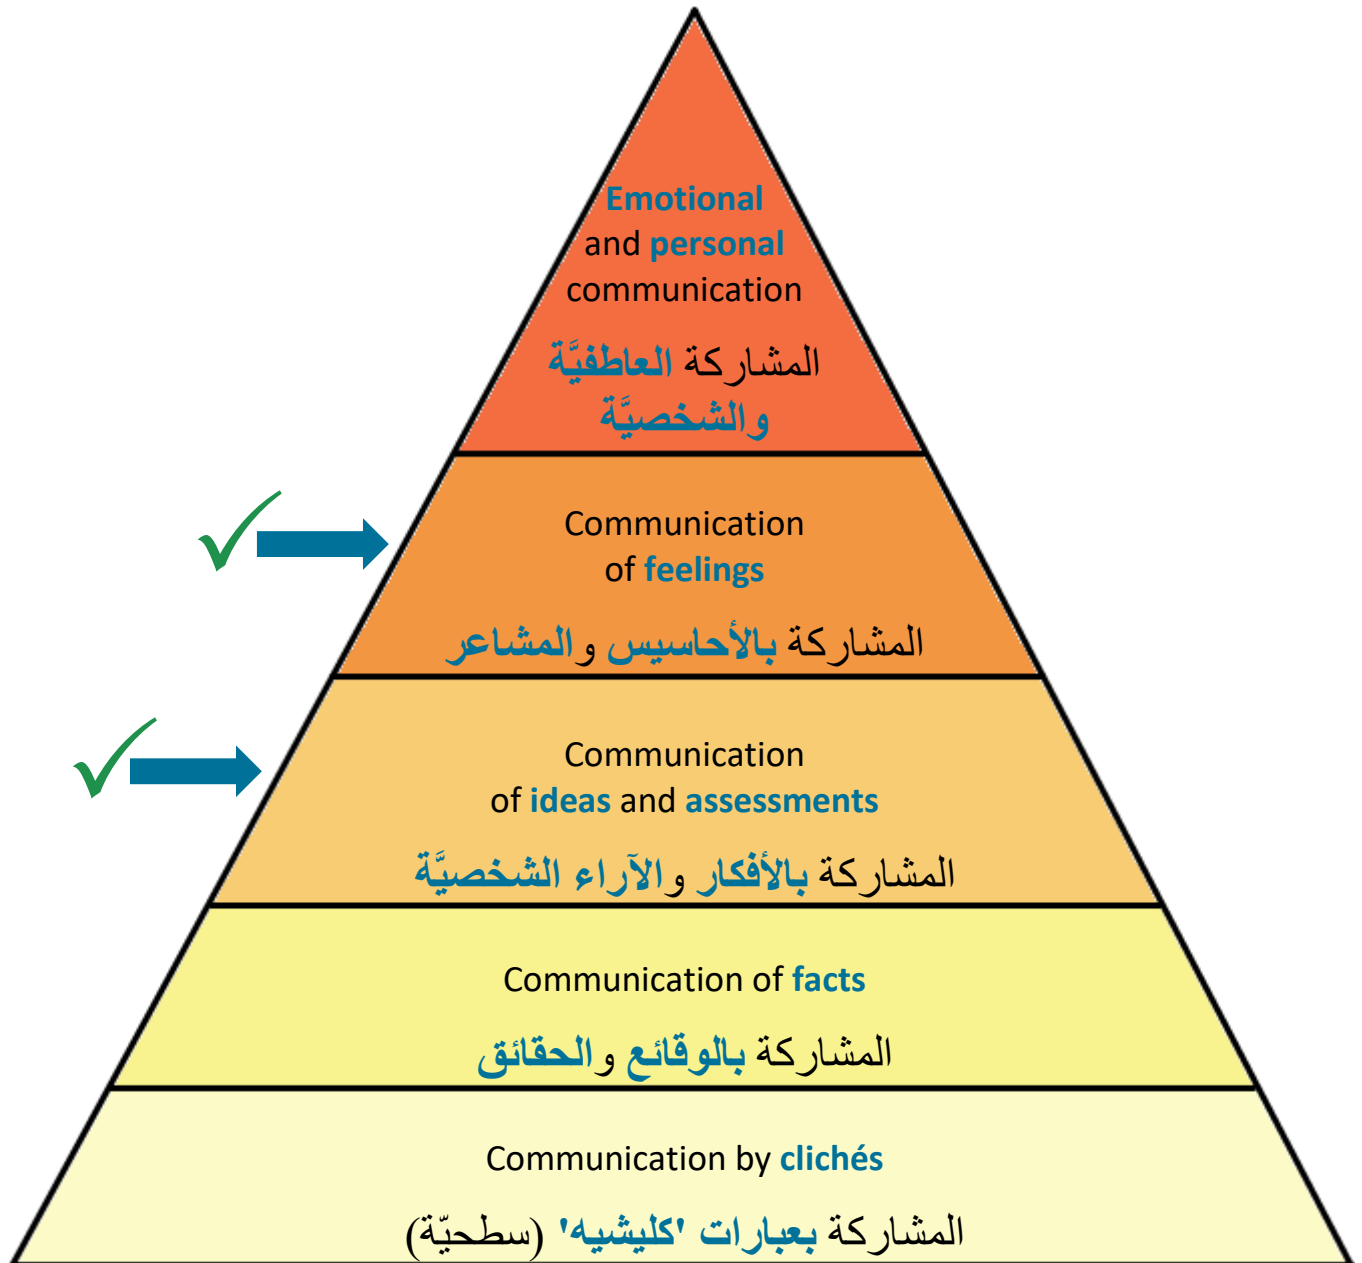 Emotional
and personal
communication
المشاركة العاطفيَّة
والشخصيَّة
Communication
of feelings
المشاركة بالأحاسيس والمشاعر
Communication
of ideas and assessments
المشاركة بالأفكار والآراء الشخصيَّة
Communication of facts
المشاركة بالوقائع والحقائق
Communication by clichés
المشاركة بعبارات 'كليشيه' (سطحيّة)